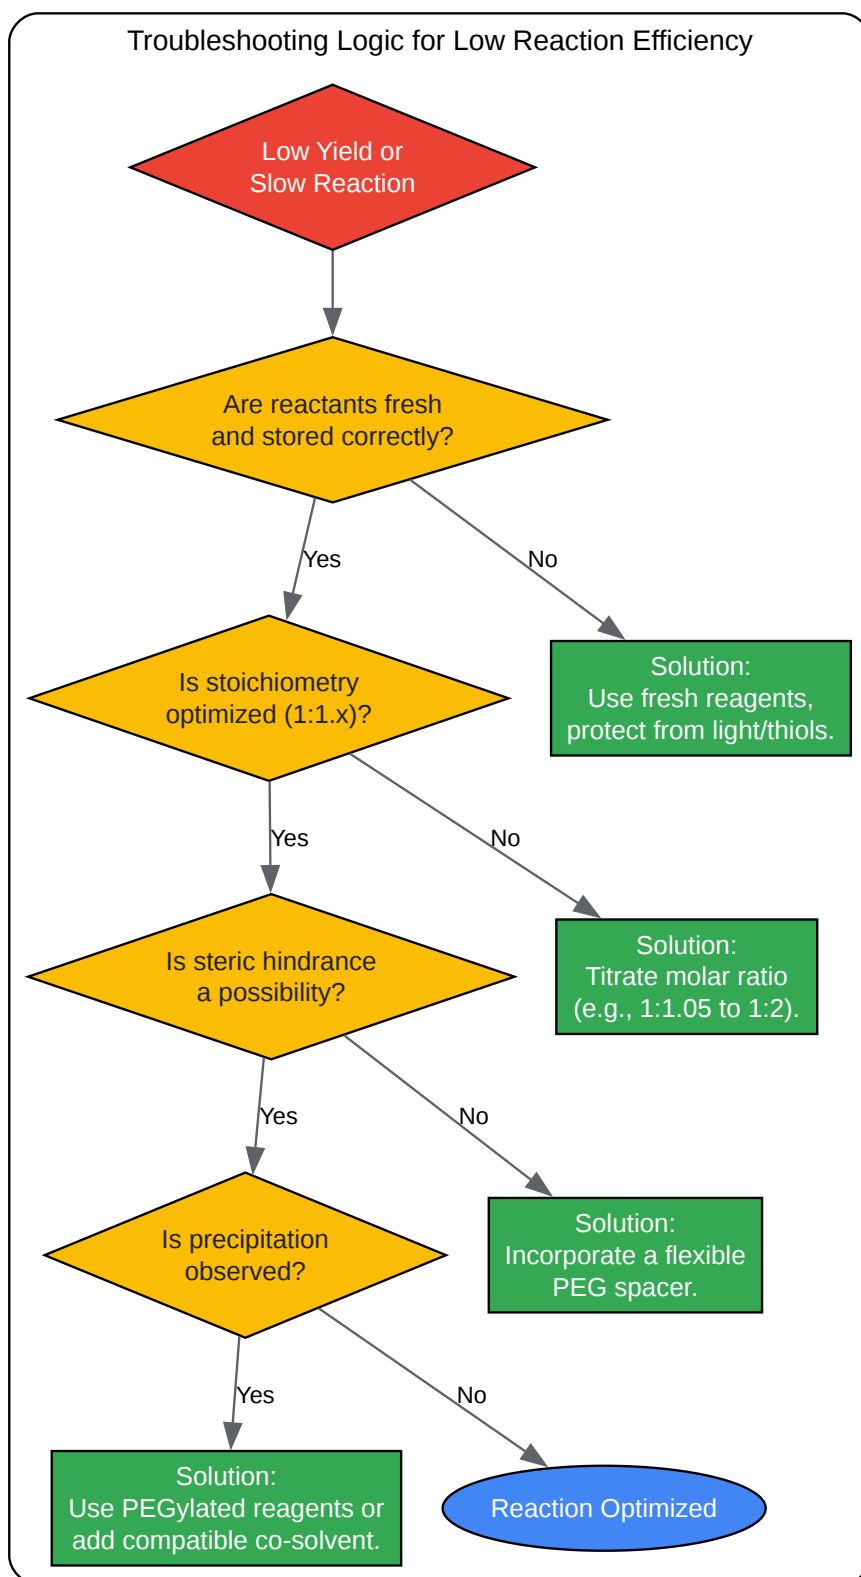 Troubleshooting Logic for Low Reaction Efficiency
Low Yield or
Slow Reaction
Are reactants fresh
and stored correctly?
Yes
No
Is stoichiometry
optimized (1:1.x)?
Solution:
Use fresh reagents,
protect from light/thiols.
Yes
No
Is steric hindrance
a possibility?
Solution:
Titrate molar ratio
(e.g., 1:1.05 to 1:2).
Yes
No
Is precipitation
observed?
Solution:
Incorporate a flexible
PEG spacer.
Yes
No
Solution:
Use PEGylated reagents or
add compatible co-solvent.
Reaction Optimized